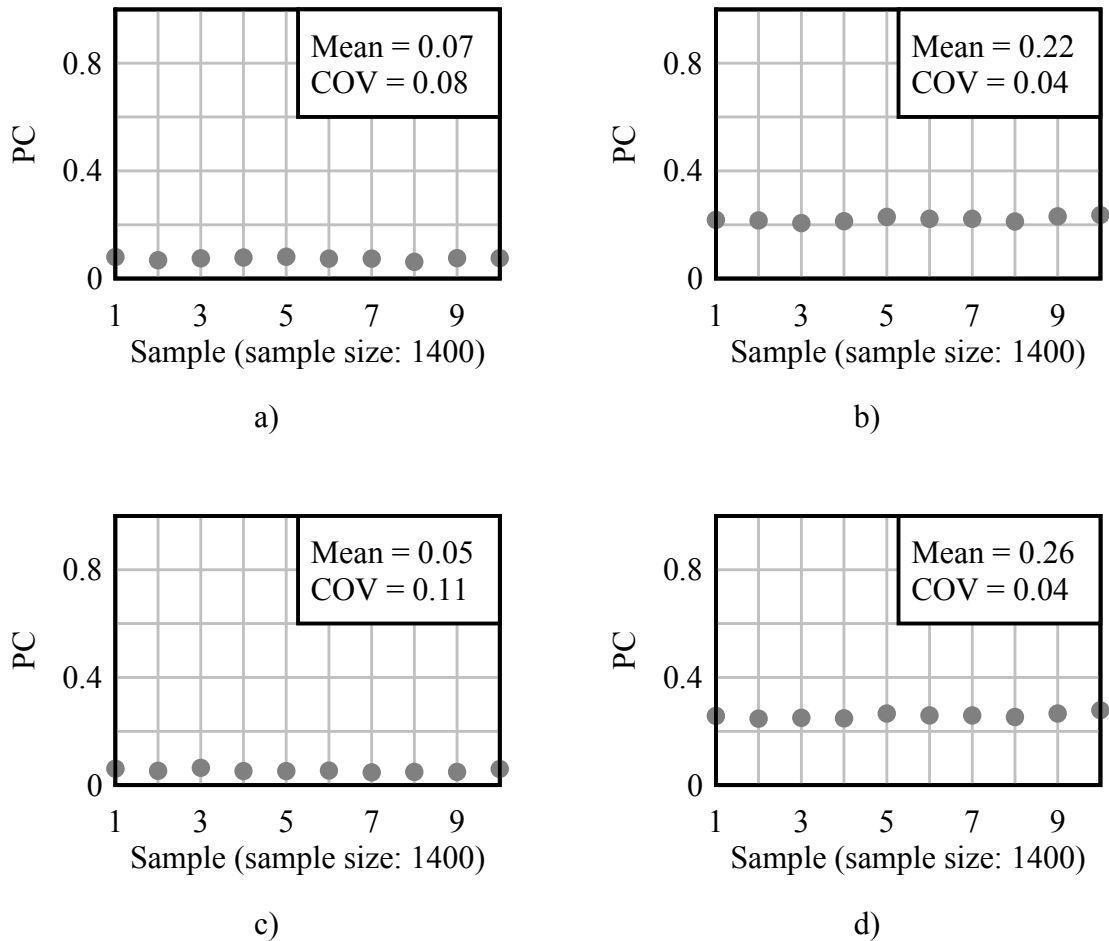 Mean = 0.07
COV = 0.08
0.8
0.4
0
PC
1 3 5 7 9
Sample (sample size: 1400)
a)
Mean = 0.22
COV = 0.04
0.8
0.4
0
PC
1 3 5 7 9
Sample (sample size: 1400)
b)
Mean = 0.05
COV = 0.11
0.8
0.4
0
PC
1 3 5 7 9
Sample (sample size: 1400)
c)
Mean = 0.26
COV = 0.04
0.8
0.4
0
PC
1 3 5 7 9
Sample (sample size: 1400)
d)